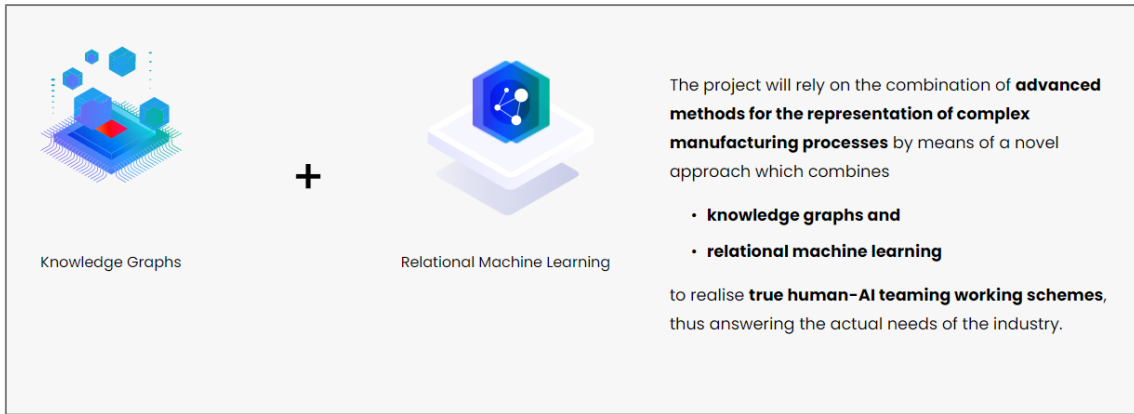 Knowledge Graphs
+
Relational Machine Learning
The project will rely on the combination of advanced
methods for the representation of complex
manufacturing processes by means of a novel
approach which combines
• knowledge graphs and
• relational machine learning
to realise true human-AI teaming working schemes,
thus answering the actual needs of the industry.